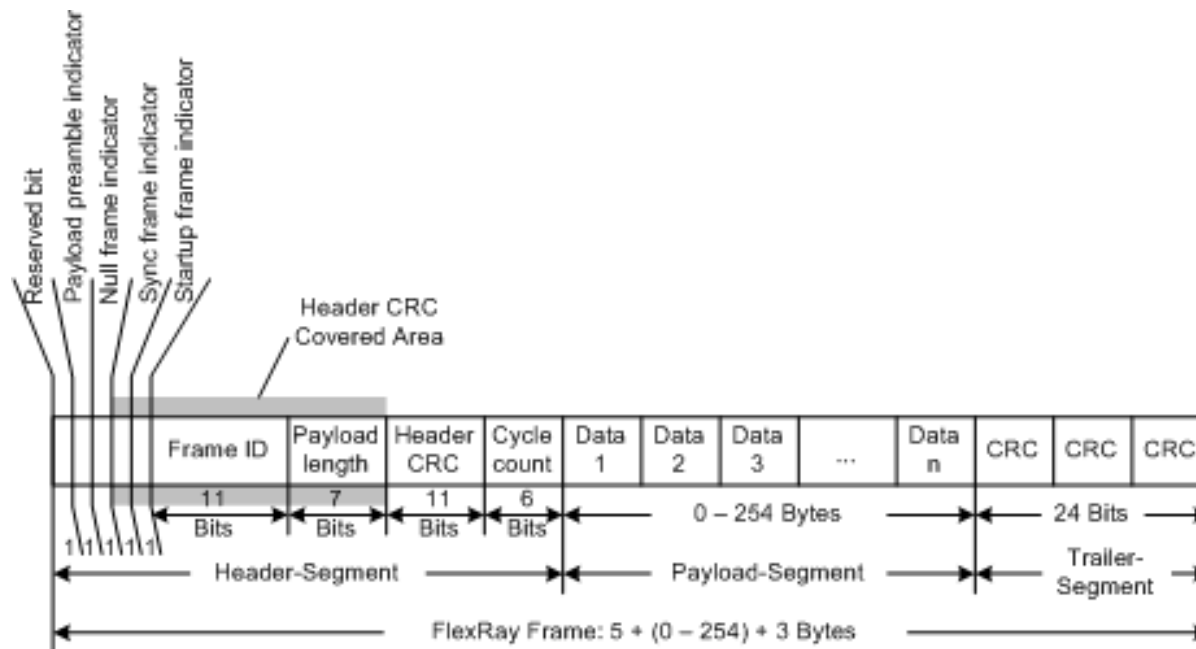 Reserved bit
Payload preamble indicator
Null frame indicator
Sync frame indicator
Startup frame indicator
Header CRC
Covered Area
Frame ID
Payload
length
Header
CRC
Cycle
count
Data
1
Data
2
Data
3
...
Data
n
CRC
CRC
CRC
11
Bits
7
Bits
11
Bits
6
Bits
0 – 254 Bytes
24 Bits
1
1
1
1
1
Header-Segment
Payload-Segment
Trailer-
Segment
FlexRay Frame: 5 + (0 – 254) + 3 Bytes